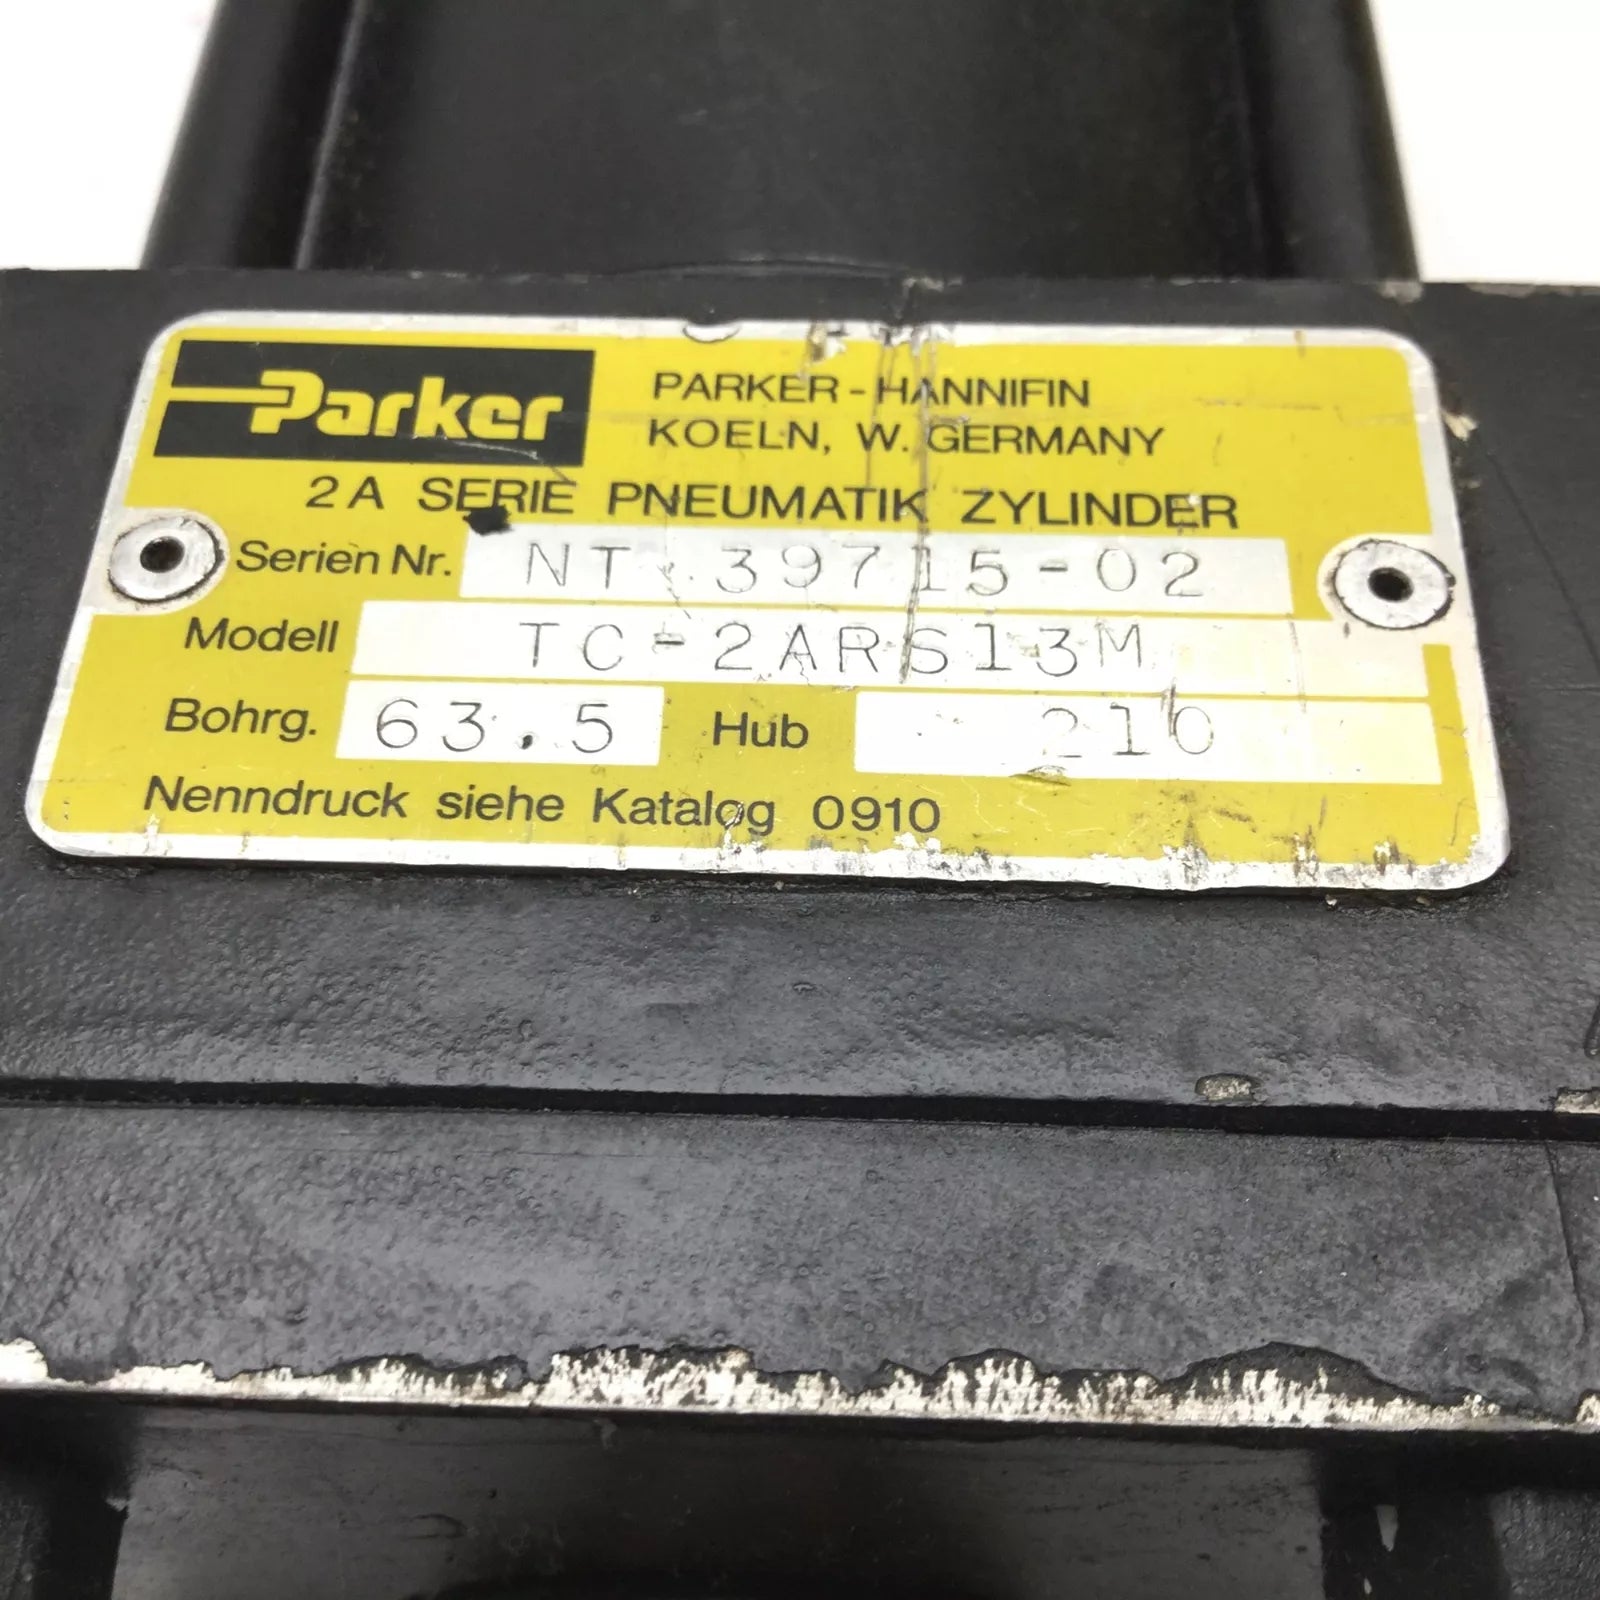 Parker
PARKER-HANNIFIN
KOELN, W. GERMANY
2A SERIE PNEUMATIK ZYLINDER
Serien Nr. NT 39715-02
Modell TC-2ARS13M
Bohrg. 63.5 Hub 210
Nenndruck siehe Katalog 0910